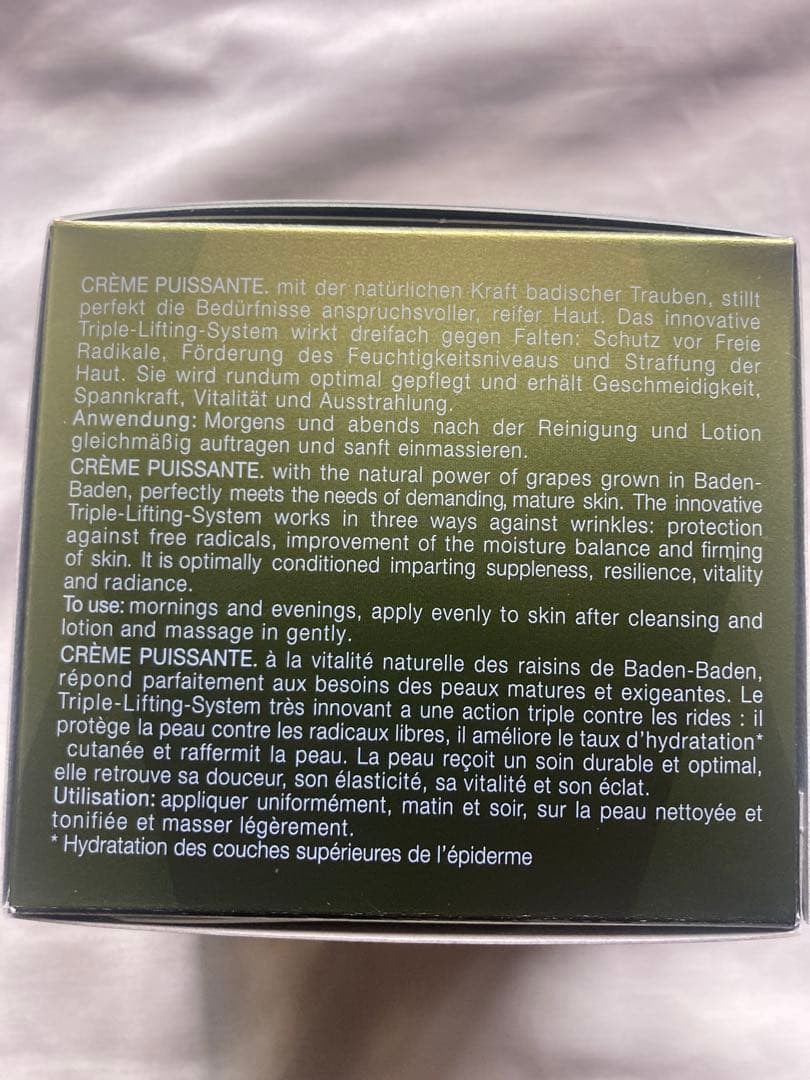 CRÈME PUISSANTE. mit der natürlichen Kraft badischer Trauben, stillt
perfekt die Bedürfnisse anspruchsvoller, reifer Haut. Das innovative
Triple-Lifting-System wirkt dreifach gegen Falten: Schutz vor Freie
Radikale, Förderung des Feuchtigkeitsniveaus und Straffung der
Haut. Sie wird rundum optimal gepflegt und erhält Geschmeidigkeit,
Spannkraft, Vitalität und Ausstrahlung.
Anwendung: Morgens und abends nach der Reinigung und Lotion
gleichmäßig auftragen und sanft einmassieren.
CRÈME PUISSANTE. with the natural power of grapes grown in Baden-
Baden, perfectly meets the needs of demanding, mature skin. The innovative
Triple-Lifting-System works in three ways against wrinkles: protection
against free radicals, improvement of the moisture balance and firming
of skin. It is optimally conditioned imparting suppleness, resilience, vitality
and radiance.
To use: mornings and evenings, apply evenly to skin after cleansing and
lotion and massage in gently.
CRÈME PUISSANTE. à la vitalité naturelle des raisins de Baden-Baden,
répond parfaitement aux besoins des peaux matures et exigeantes. Le
Triple-Lifting-System très innovant a une action triple contre les rides : il
protège la peau contre les radicaux libres, il améliore le taux d'hydratation*
cutanée et raffermit la peau. La peau reçoit un soin durable et optimal,
elle retrouve sa douceur, son élasticité, sa vitalité et son éclat.
Utilisation: appliquer uniformément, matin et soir, sur la peau nettoyée et
tonifiée et masser légèrement.
* Hydratation des couches supérieures de l'épiderme